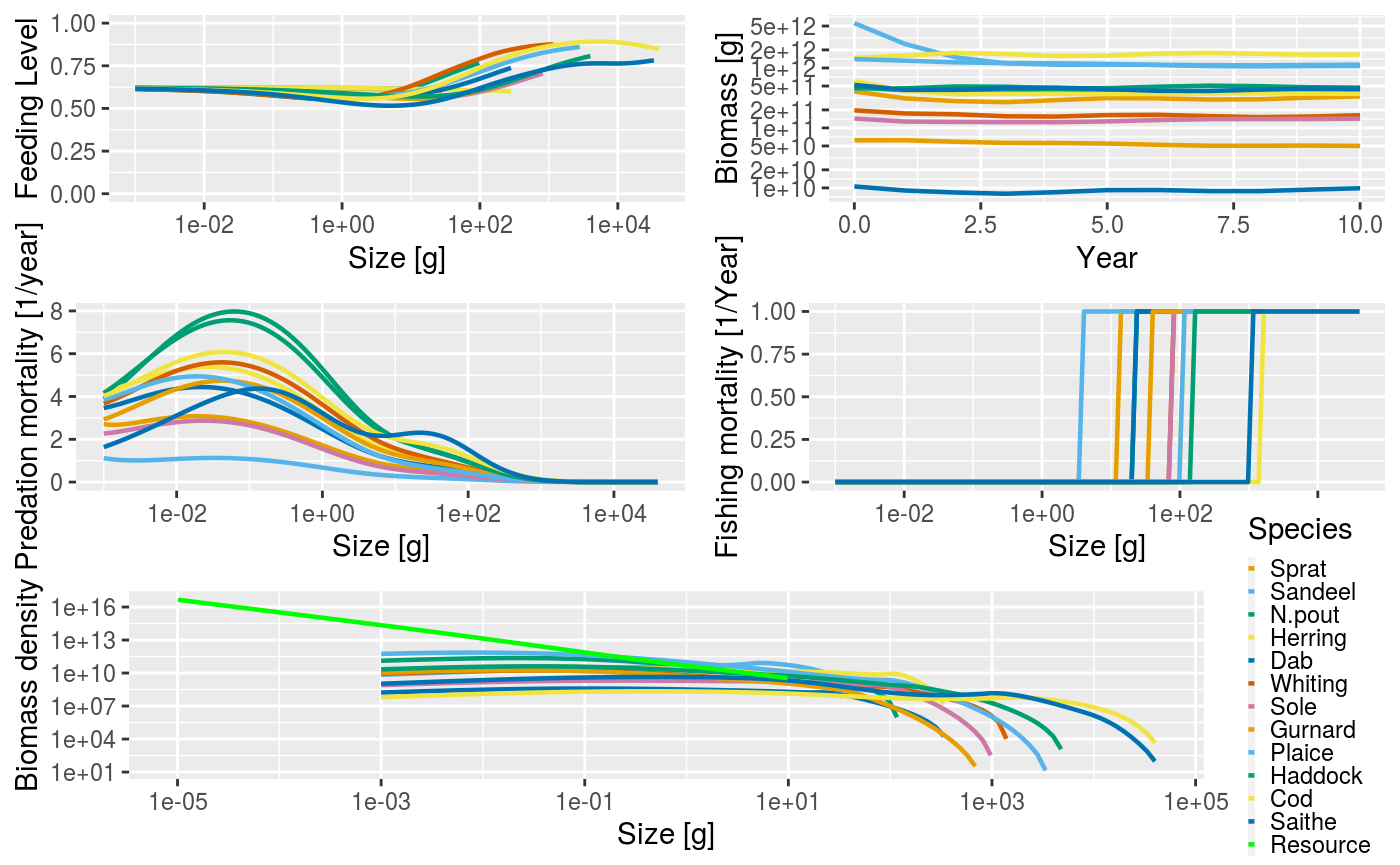 Feeding Level
1.00
0.75
0.50
0.25
0.00
1e-02 1e+00 1e+02 1e+04
Size [g]
Biomass [g]
5e+12
2e+12
1e+12
5e+11
2e+11
1e+11
5e+10
2e+10
1e+10
0.0 2.5 5.0 7.5 10.0
Year
Predation mortality [1/year]
8
6
4
2
0
1e-02 1e+00 1e+02 1e+04
Size [g]
Fishing mortality [1/Year]
1.00
0.75
0.50
0.25
0.00
1e-02 1e+00 1e+02
Size [g]
Biomass density
1e+16
1e+13
1e+10
1e+07
1e+04
1e+01
1e-05 1e-03 1e-01 1e+01 1e+03 1e+05
Size [g]
Species
Sprat
Sandeel
N.pout
Herring
Dab
Whiting
Sole
Gurnard
Plaice
Haddock
Cod
Saithe
Resource